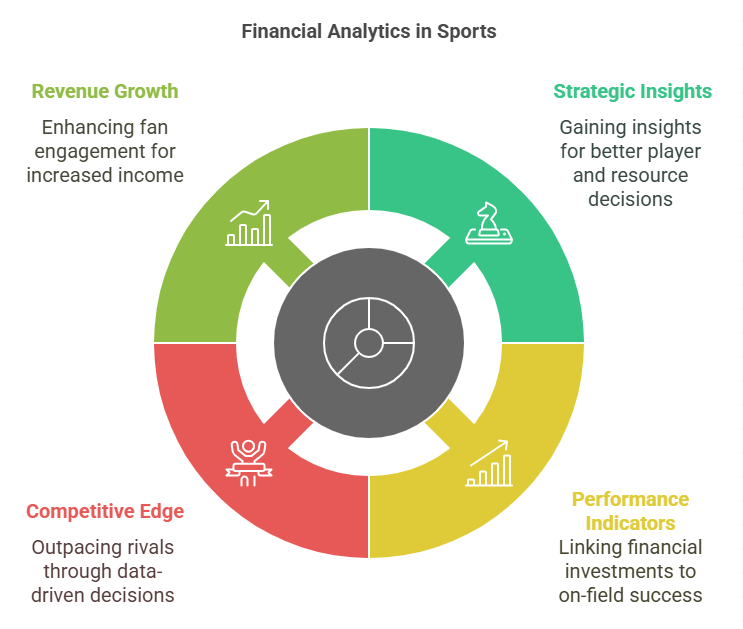 Financial Analytics in Sports
Revenue Growth
Enhancing fan
engagement for
increased income
Strategic Insights
Gaining insights
for better player
and resource
decisions
Competitive Edge
Outpacing rivals
through data-
driven decisions
Performance
Indicators
Linking financial
investments to
on-field success